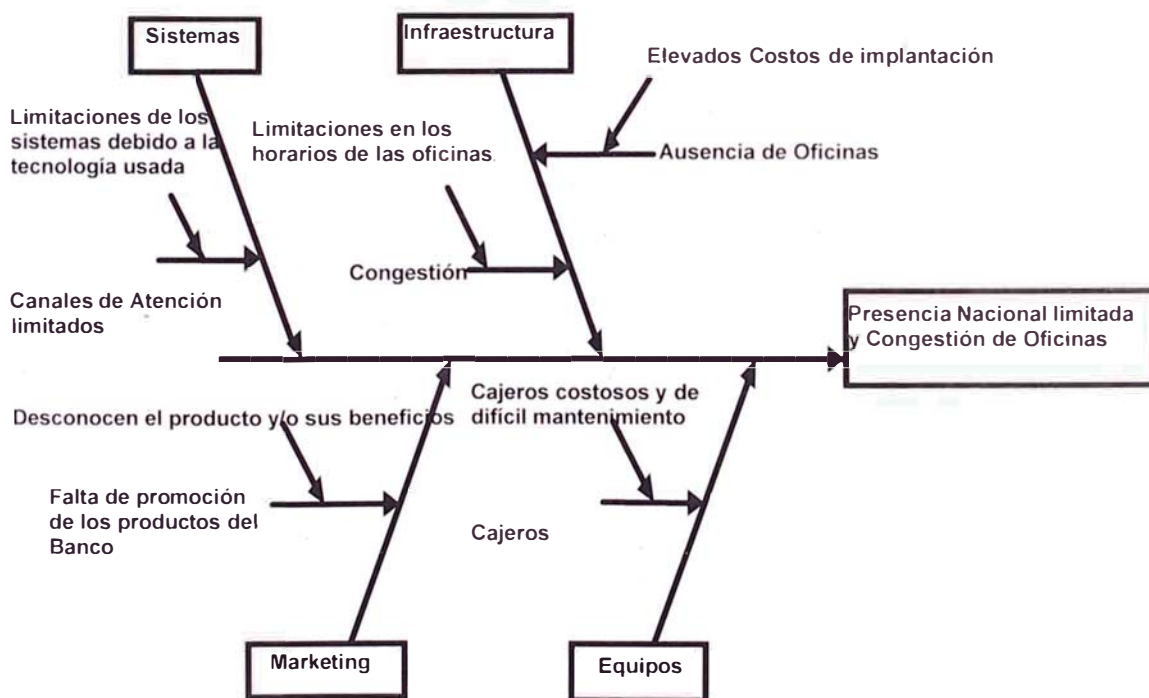 Sistemas
Infraestructura
Elevados Costos de implantación
Limitaciones de los
sistemas debido a la
tecnología usada
Limitaciones en los
horarios de las oficinas
Ausencia de Oficinas
Congestión
Canales de Atención
limitados
Presencia Nacional limitada
y Congestión de Oficinas
Desconocen el producto y/o sus beneficios
Cajeros costosos y de
difícil mantenimiento
Falta de promoción
de los productos del
Banco
Cajeros
Marketing
Equipos